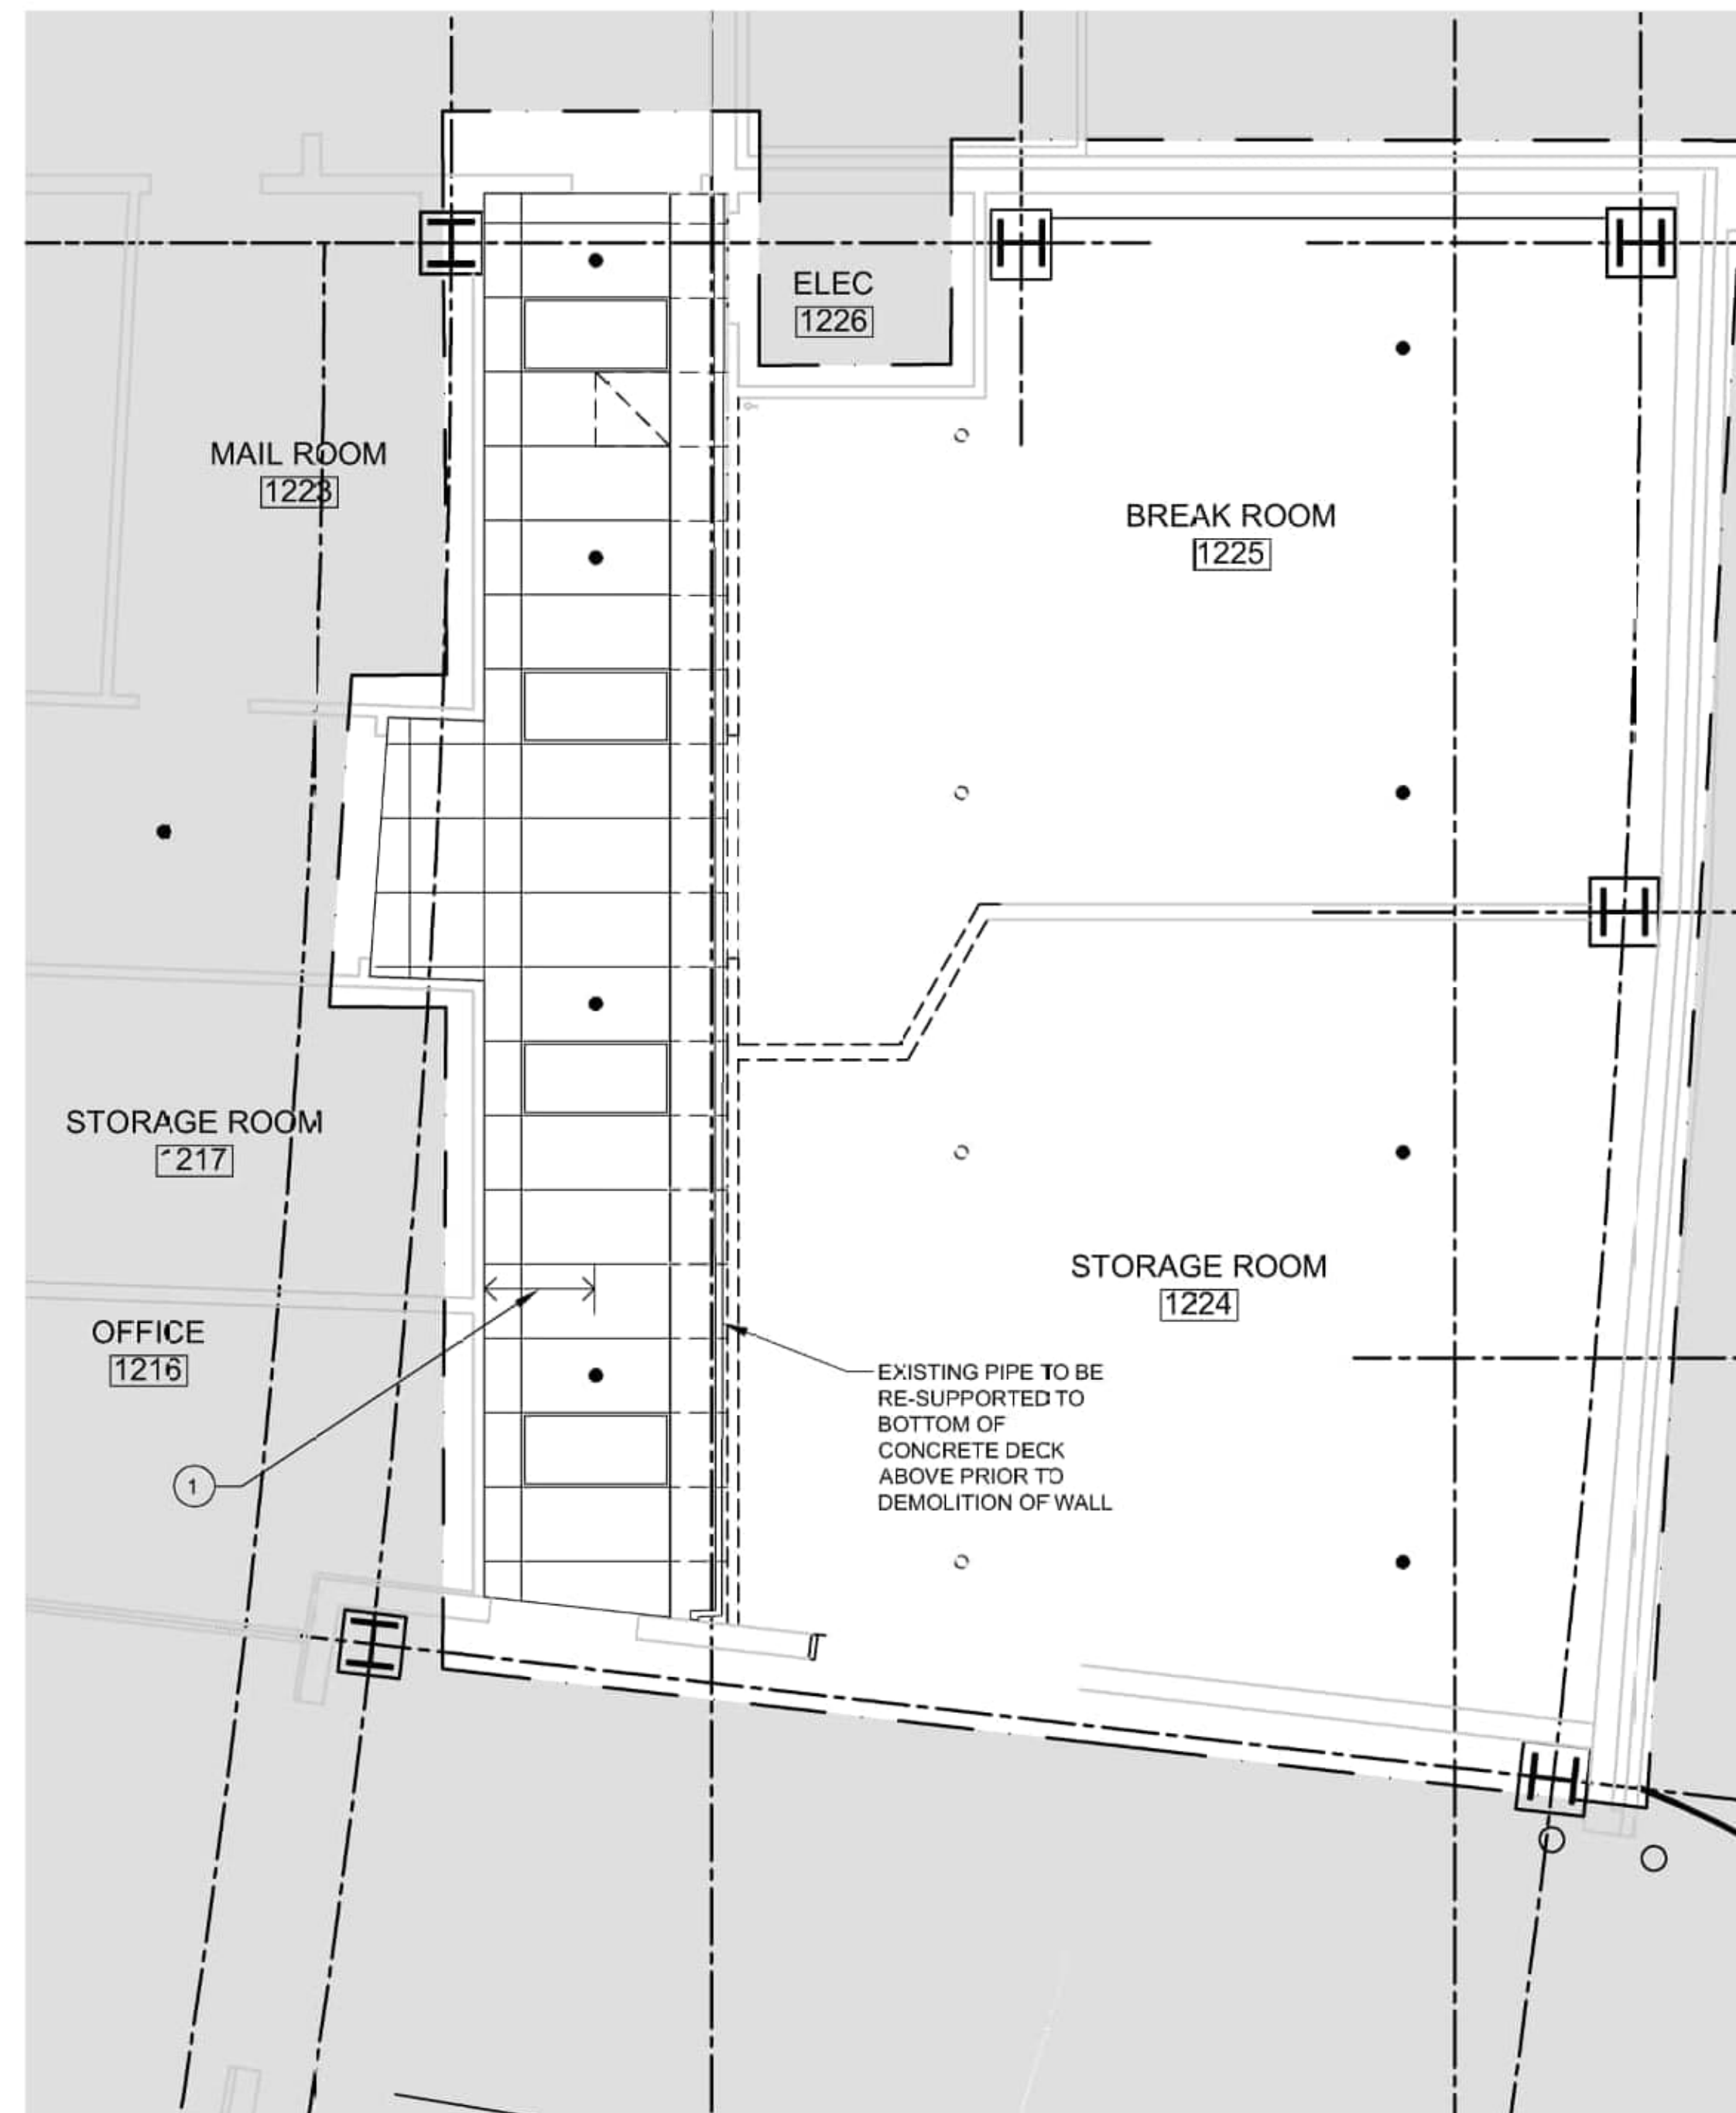 ELEC
1226
MAIL ROOM
1223
BREAK ROOM
1225
STORAGE ROOM
1217
STORAGE ROOM
1224
OFFICE
1216
EXISTING PIPE TO BE
RE-SUPPORTED TO
BOTTOM OF
CONCRETE DECK
ABOVE PRIOR TO
DEMOLITION OF WALL
1